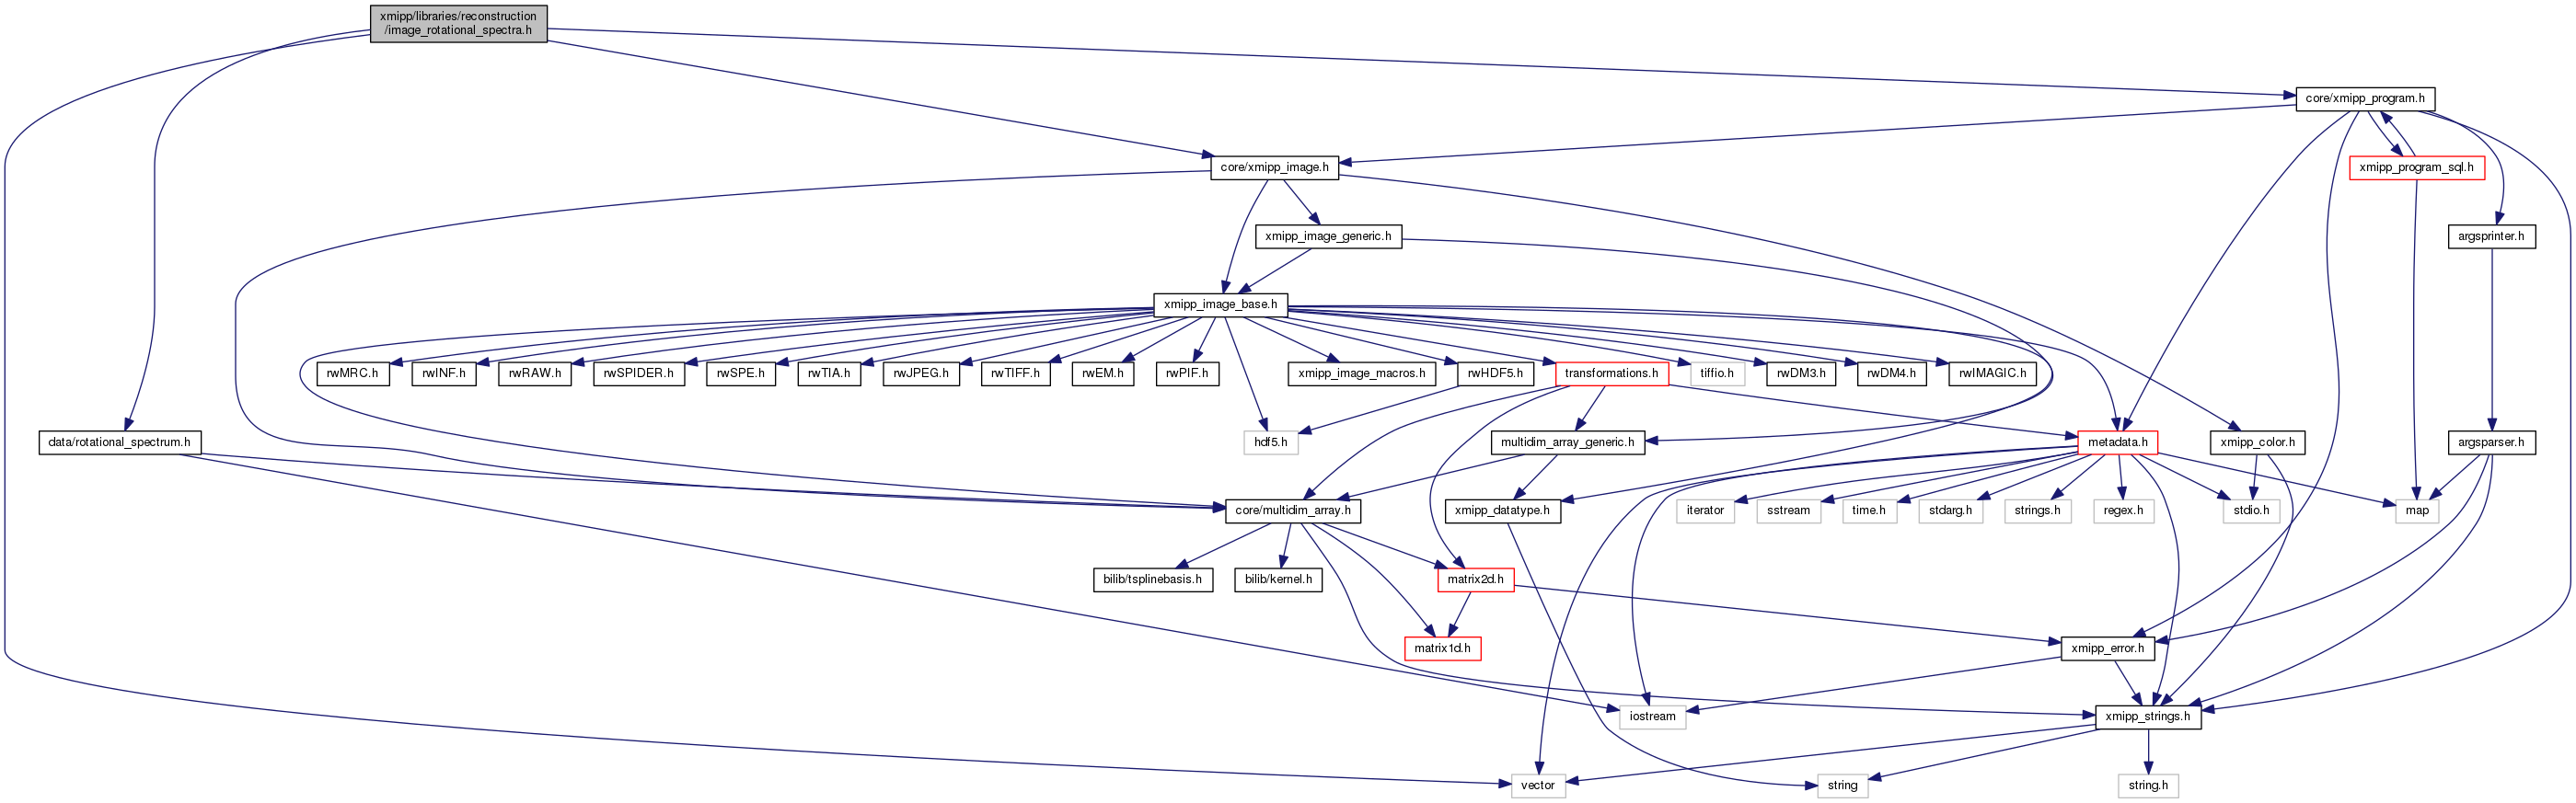 xmipp/libraries/reconstruction
/image_rotational_spectra.h
core/xmipp_program.h
core/xmipp_image.h
xmipp_program_sql.h
xmipp_image_generic.h
argsprinter.h
xmipp_image_base.h
rwMRC.h
rwINF.h
rwRAW.h
rwSPIDER.h
rwSPE.h
rwTIA.h
rwJPEG.h
rwTIFF.h
rwEM.h
rwPIF.h
xmipp_image_macros.h
rwHDF5.h
transformations.h
tiffio.h
rwDM3.h
rwDM4.h
rwIMAGIC.h
data/rotational_spectrum.h
hdf5.h
multidim_array_generic.h
metadata.h
xmipp_color.h
argsparser.h
core/multidim_array.h
xmipp_datatype.h
iterator
sstream
time.h
stdarg.h
strings.h
regex.h
stdio.h
map
bilib/tsplinebasis.h
bilib/kernel.h
matrix2d.h
matrix1d.h
xmipp_error.h
iostream
xmipp_strings.h
vector
string
string.h